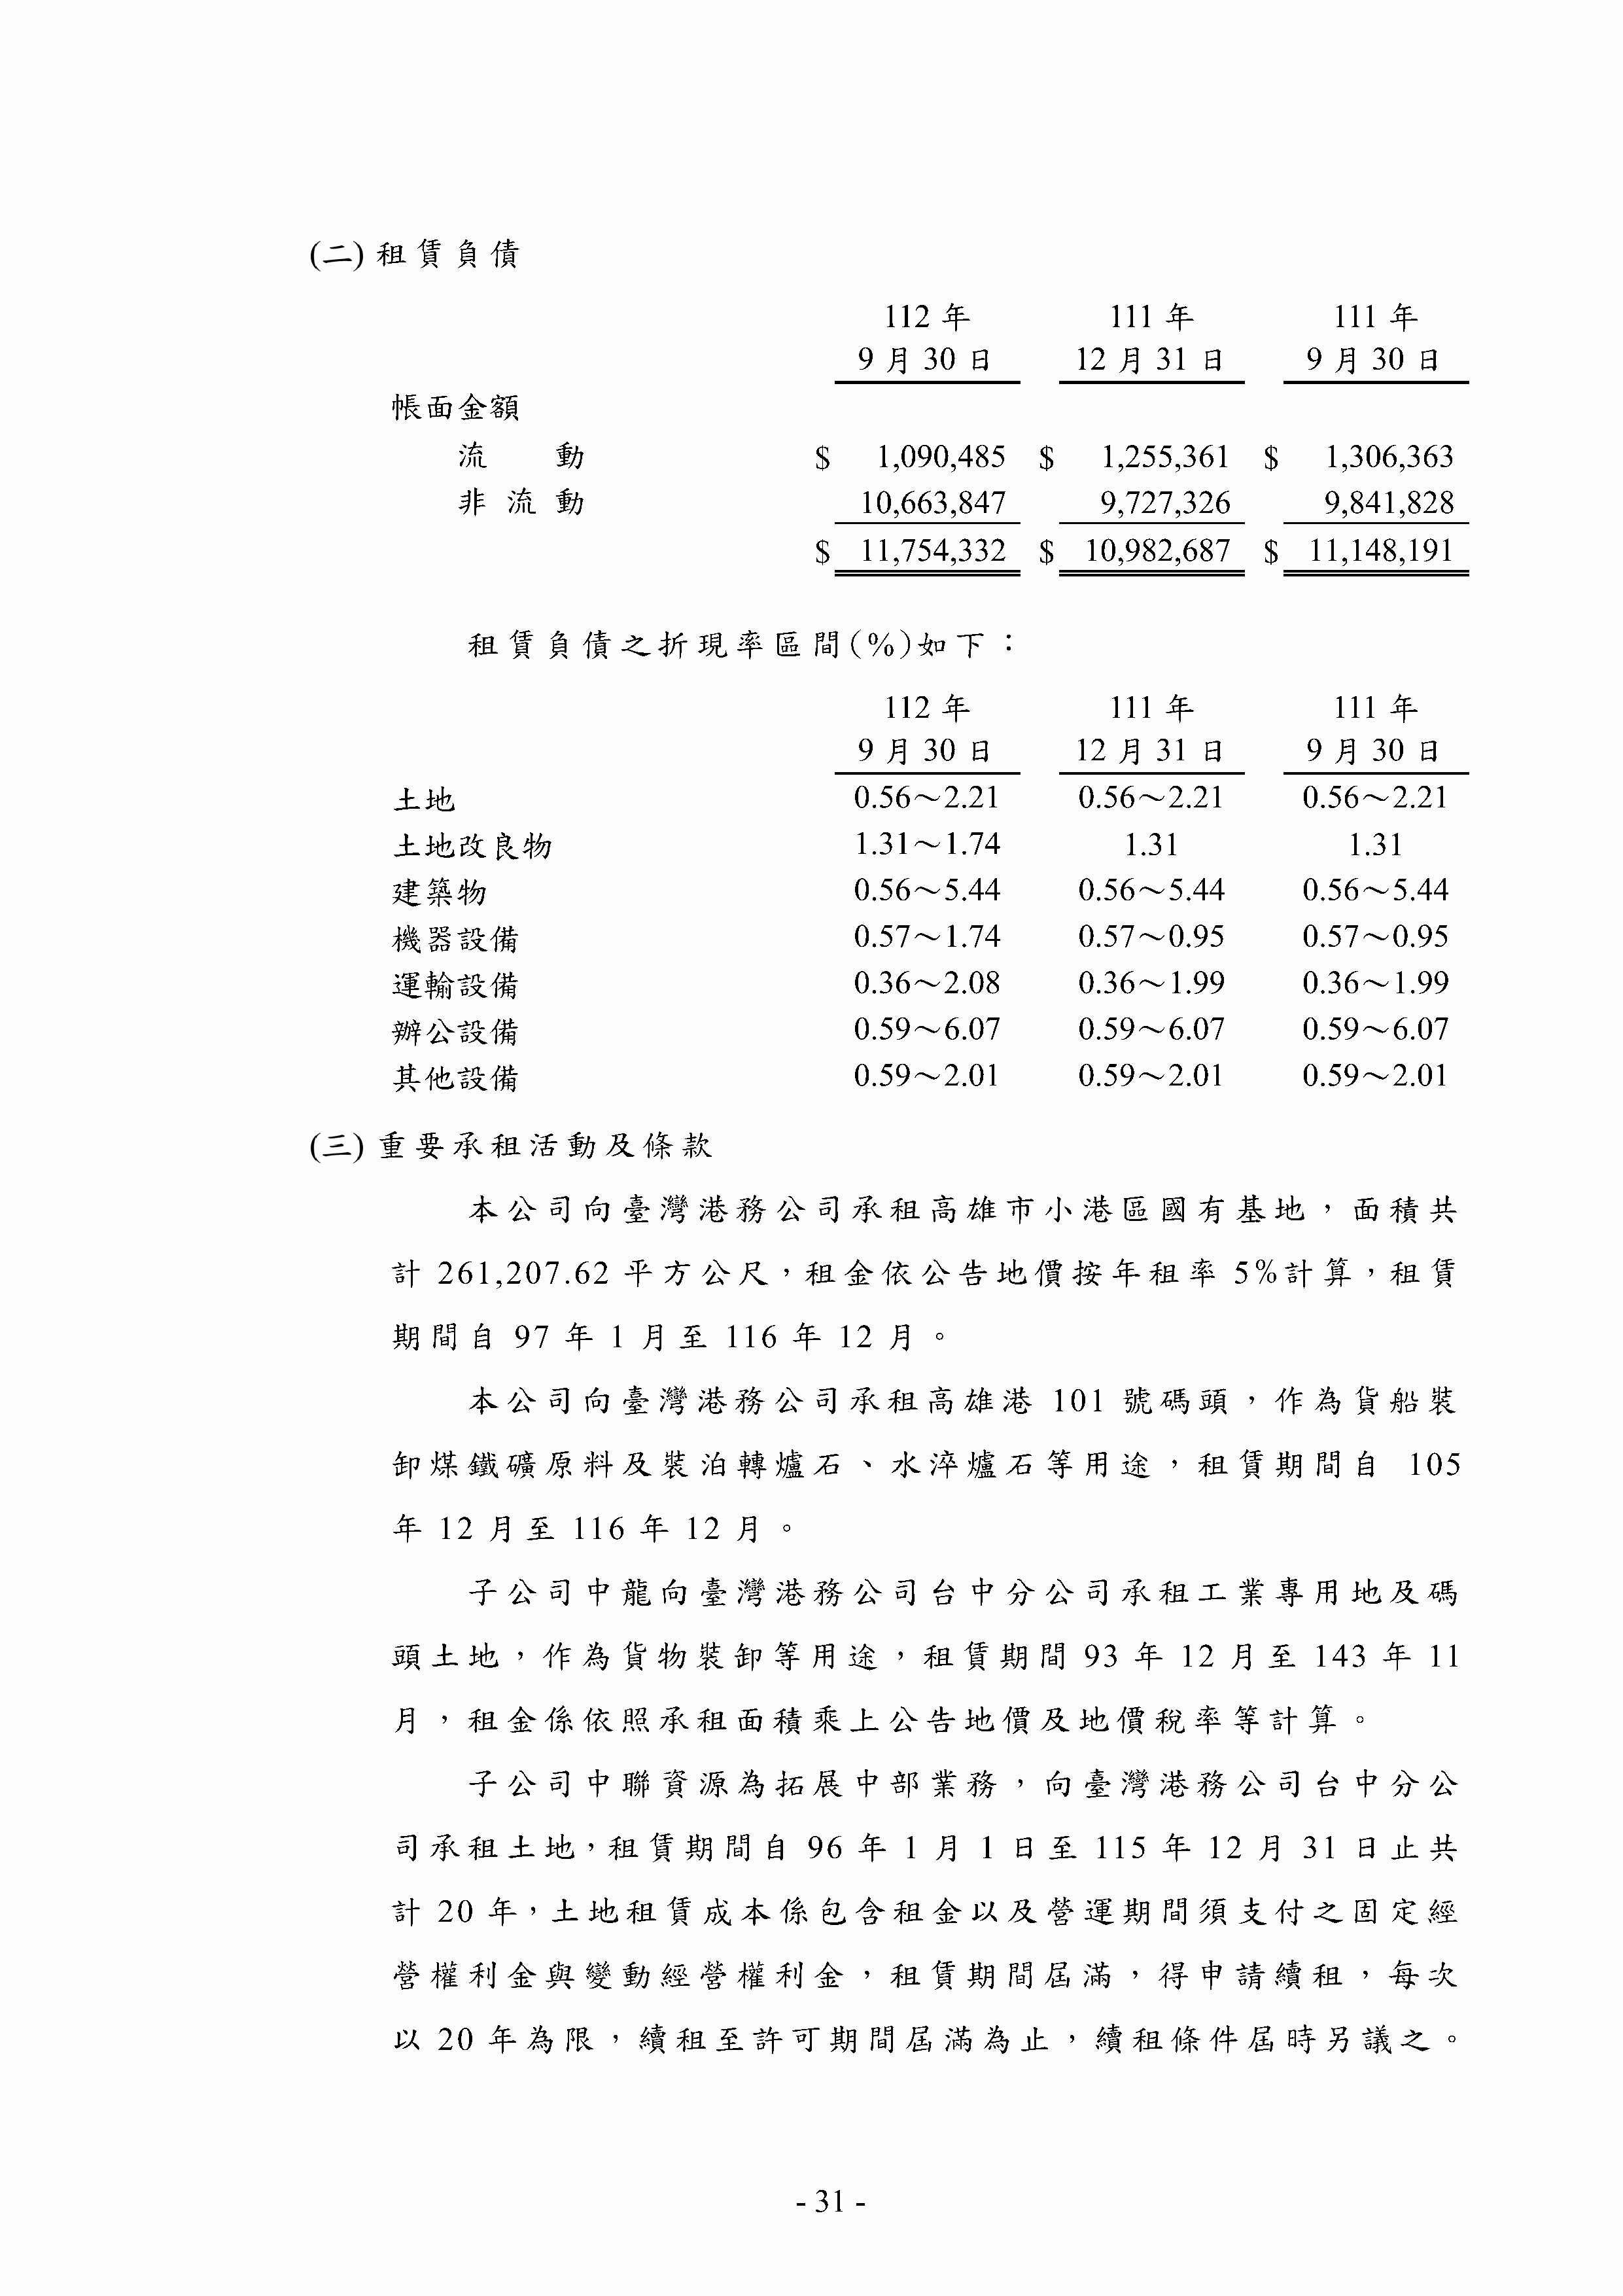 (二) 租賃負債
112 年 111 年 111 年
9 月 30 日 12 月 31 日 9 月 30 日
帳面金額
流 動 $ 1,090,485 $ 1,255,361 $ 1,306,363
非流動 10,663,847 9,727,326 9,841,828
$ 11,754,332 $ 10,982,687 $ 11,148,191
租賃負債之折現率區間(%)如下：
112 年 111 年 111 年
9 月 30 日 12 月 31 日 9 月 30 日
土地 0.56～2.21 0.56～2.21 0.56～2.21
土地改良物 1.31～1.74 1.31 1.31
建築物 0.56～5.44 0.56～5.44 0.56～5.44
機器設備 0.57～1.74 0.57～0.95 0.57～0.95
運輸設備 0.36～2.08 0.36～1.99 0.36～1.99
辦公設備 0.59～6.07 0.59～6.07 0.59～6.07
其他設備 0.59～2.01 0.59～2.01 0.59～2.01
(三) 重要承租活動及條款
本公司向臺灣港務公司承租高雄市小港區國有基地，面積共
計 261,207.62 平方公尺，租金依公告地價按年租率 5%計算，租賃
期間自 97 年 1 月至 116 年 12 月。
本公司向臺灣港務公司承租高雄港 101 號碼頭，作為貨船裝
卸煤鐵礦原料及裝泊轉爐石、水淬爐石等用途，租賃期間自 105
年 12 月至 116 年 12 月。
子公司中龍向臺灣港務公司台中分公司承租工業專用地及碼
頭土地，作為貨物裝卸等用途，租賃期間 93 年 12 月至 143 年 11
月，租金係依照承租面積乘上公告地價及地價稅率等計算。
子公司中聯資源為拓展中部業務，向臺灣港務公司台中分公
司承租土地，租賃期間自 96 年 1 月 1 日至 115 年 12 月 31 日止共
計 20 年，土地租賃成本係包含租金以及營運期間須支付之固定經
營權利金與變動經營權利金，租賃期間屆滿，得申請續租，每次
以 20 年為限，續租至許可期間屆滿為止，續租條件屆時另議之。
- 31 -